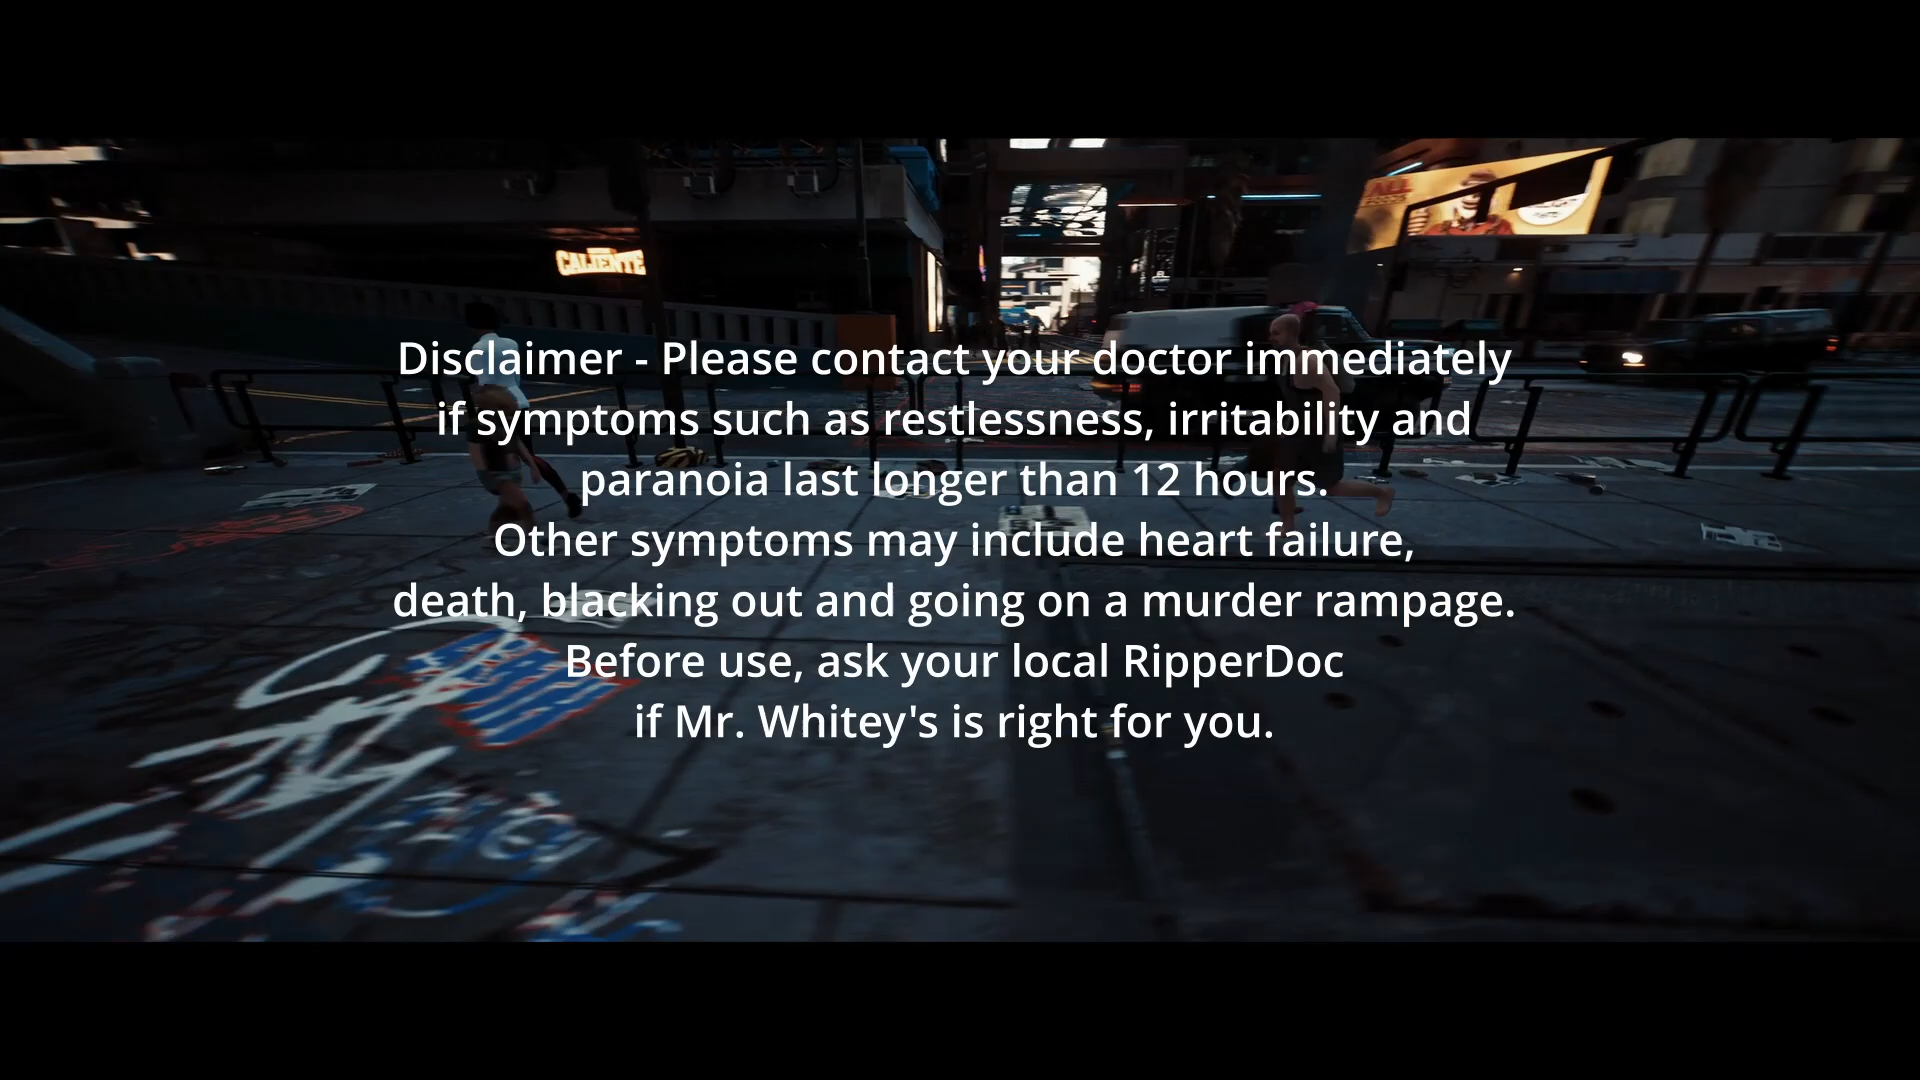 CALIENTE
ALL
Disclaimer - Please contact your doctor immediately
if symptoms such as restlessness, irritability and
paranoia last longer than 12 hours.
Other symptoms may include heart failure,
death, blacking out and going on a murder rampage.
Before use, ask your local RipperDoc
if Mr. Whitey's is right for you.